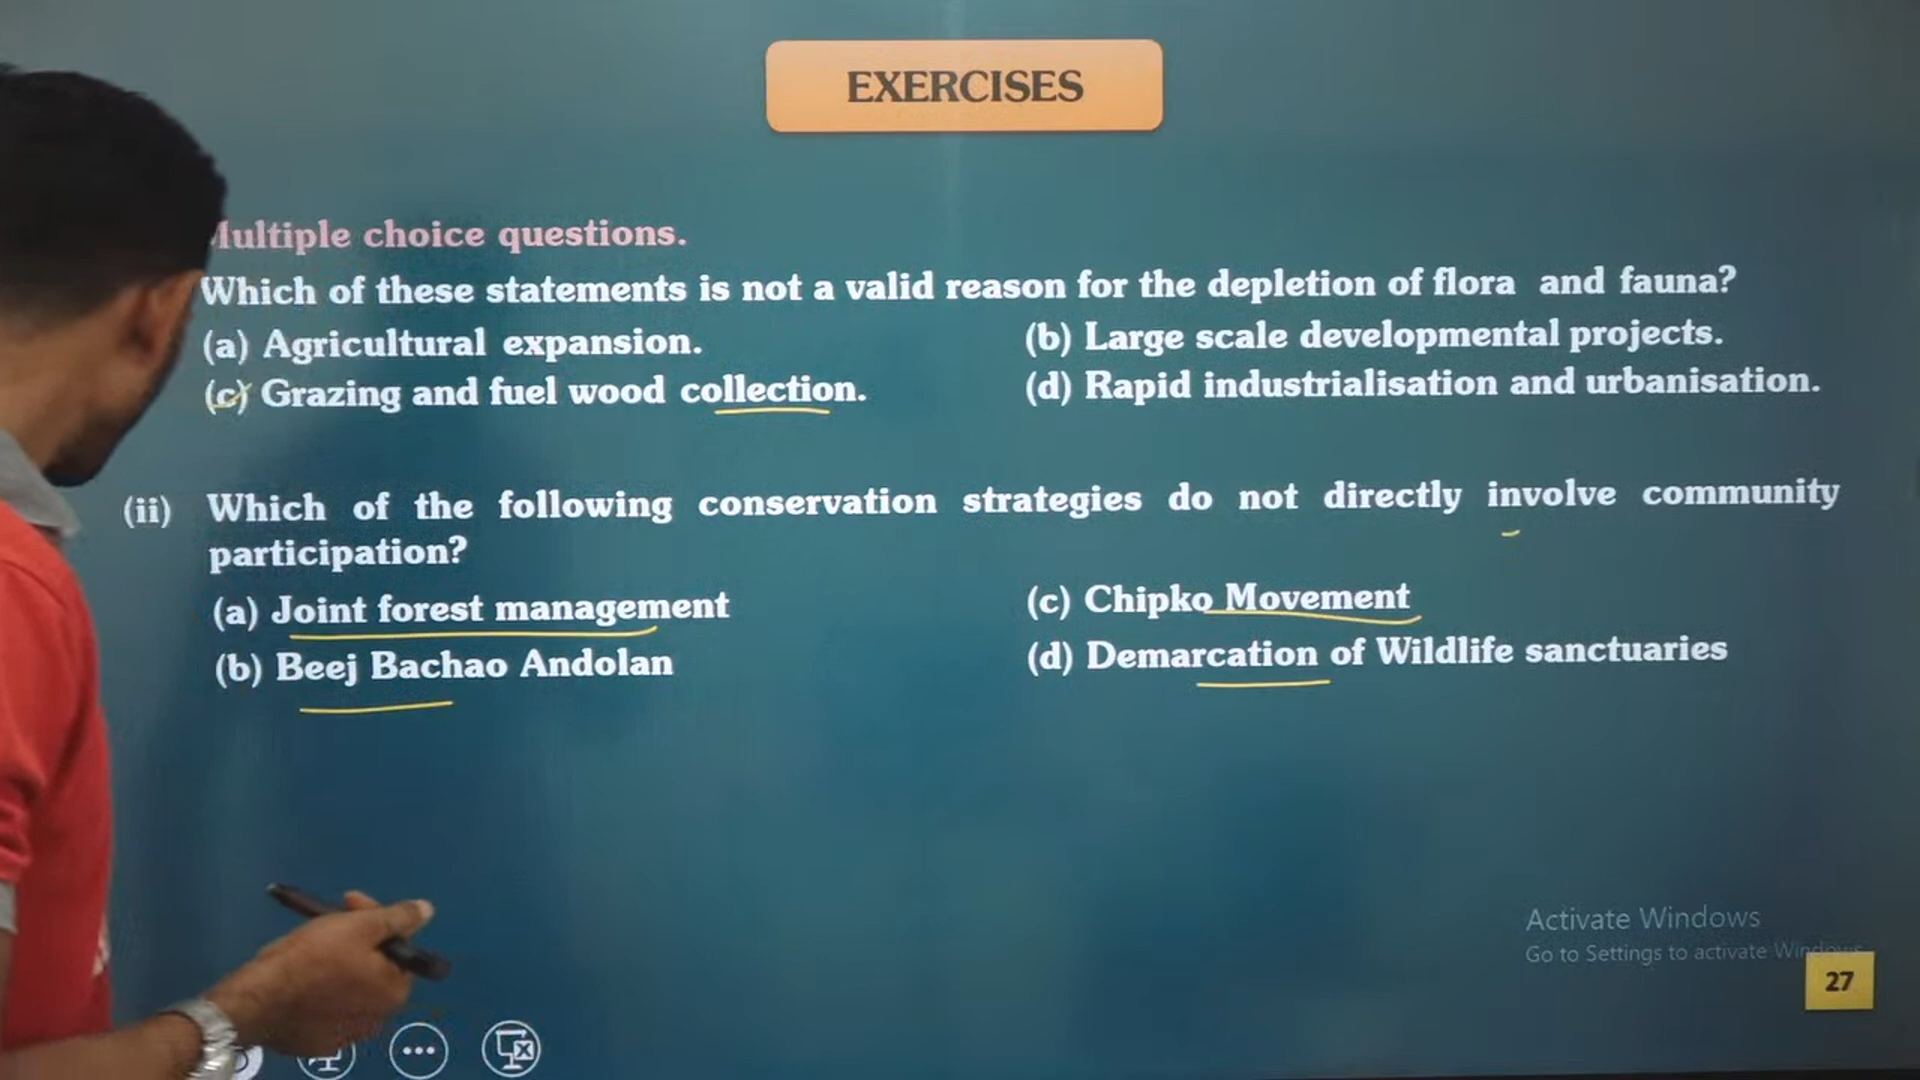 EXERCISES
Multiple choice questions.
Which of these statements is not a valid reason for the depletion of flora and fauna?
(a) Agricultural expansion. (b) Large scale developmental projects.
(c) Grazing and fuel wood collection. (d) Rapid industrialisation and urbanisation.
(ii) Which of the following conservation strategies do not directly involve community
participation?
(a) Joint forest management (c) Chipko Movement
(b) Beej Bachao Andolan (d) Demarcation of Wildlife sanctuaries
Activate Windows
Go to Settings to activate Windows.
27